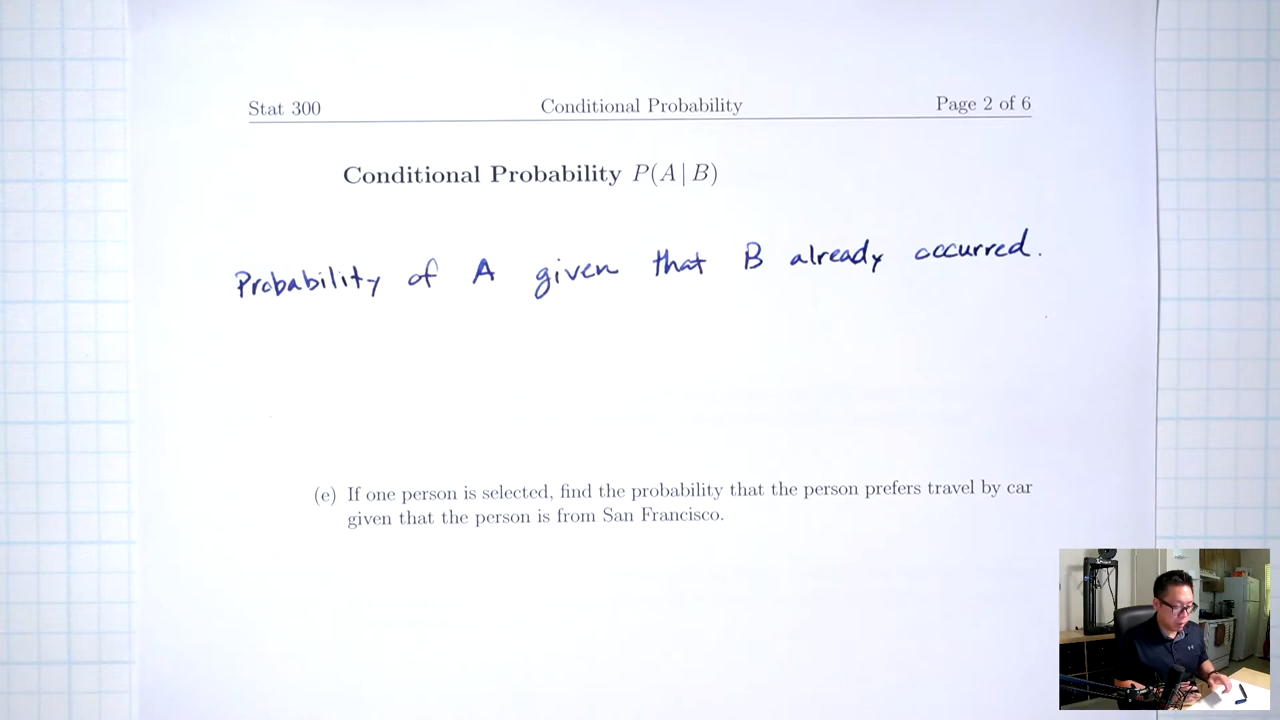 Stat 300 Conditional Probability Page 2 of 6
Conditional Probability P(A | B)
Probability of A given that B already occurred.
(e) If one person is selected, find the probability that the person prefers travel by car
given that the person is from San Francisco.